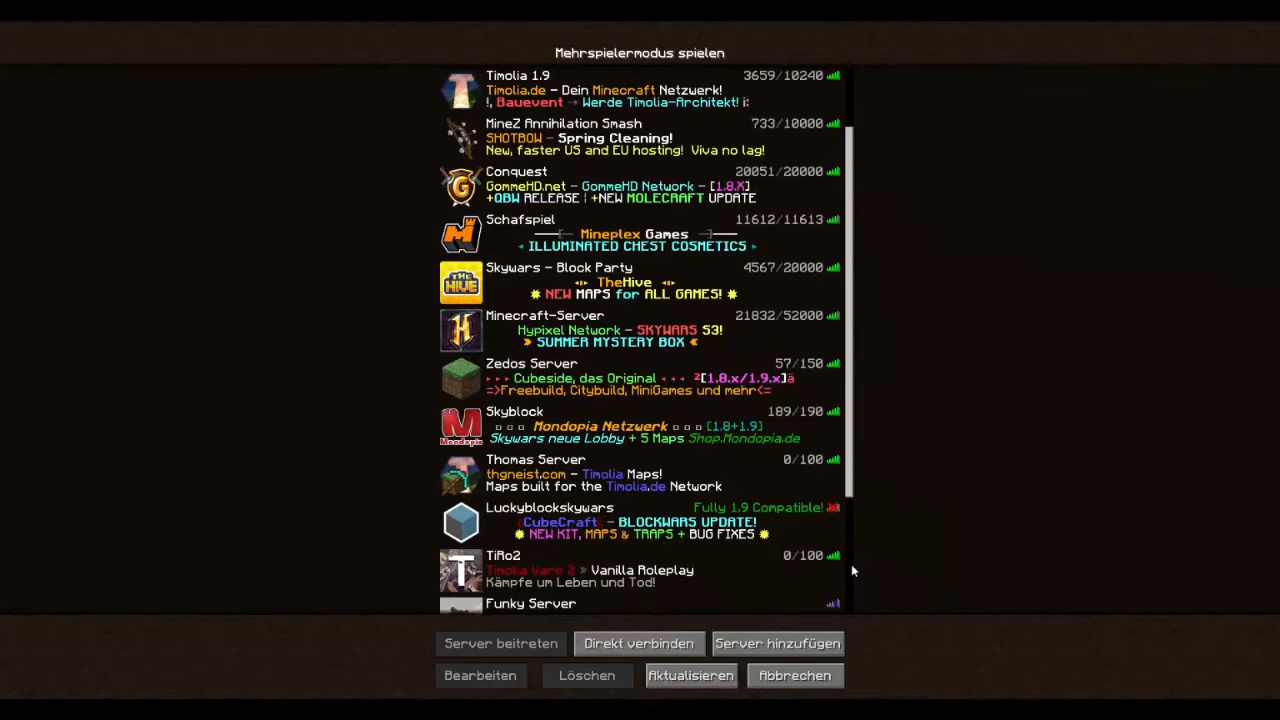 Mehrspielermodus spielen
Timolia 1.9 3659/10240
Timolia.de - Dein Minecraft Netzwerk!
!, Bauevent → Werde Timolia-Architekt! i:
MineZ Annihilation Smash 733/10000
SHOTBOW - Spring Cleaning!
New, faster US and EU hosting! Viva no lag!
Conquest 20051/20000
GommeHD.net - GommeHD Network - [1.8.X]
+QBW RELEASE | +NEW MOLECRAFT UPDATE
Schafspiel 11612/11613
Mineplex Games
ILLUMINATED CHEST COSMETICS
Skywars - Block Party 4567/20000
TheHive
NEW MAPS for ALL GAMES!
THE HIVE
Minecraft-Server 21832/52000
Hypixel Network - SKYWARS S3!
» SUMMER MYSTERY BOX «
Zedos Server 57/150
Cubeside, das Original ²[1.8.x/1.9.x]ä
=>Freebuild, Citybuild, MiniGames und mehr<=
Skyblock 189/190
Mondopia Netzwerk [1.8+1.9]
Skywars neue Lobby + 5 Maps Shop.Mondopia.de
Mondopia
Thomas Server 0/100
thgneist.com - Timolia Maps!
Maps built for the Timolia.de Network
Luckyblockskywars Fully 1.9 Compatible!
CubeCraft - BLOCKWARS UPDATE!
NEW KIT, MAPS & TRAPS + BUG FIXES
TiRo2 0/100
Timolia Varo 2 » Vanilla Roleplay
Kämpfe um Leben und Tod!
Funky Server
Server beitreten Direkt verbinden Server hinzufügen
Bearbeiten Löschen Aktualisieren Abbrechen